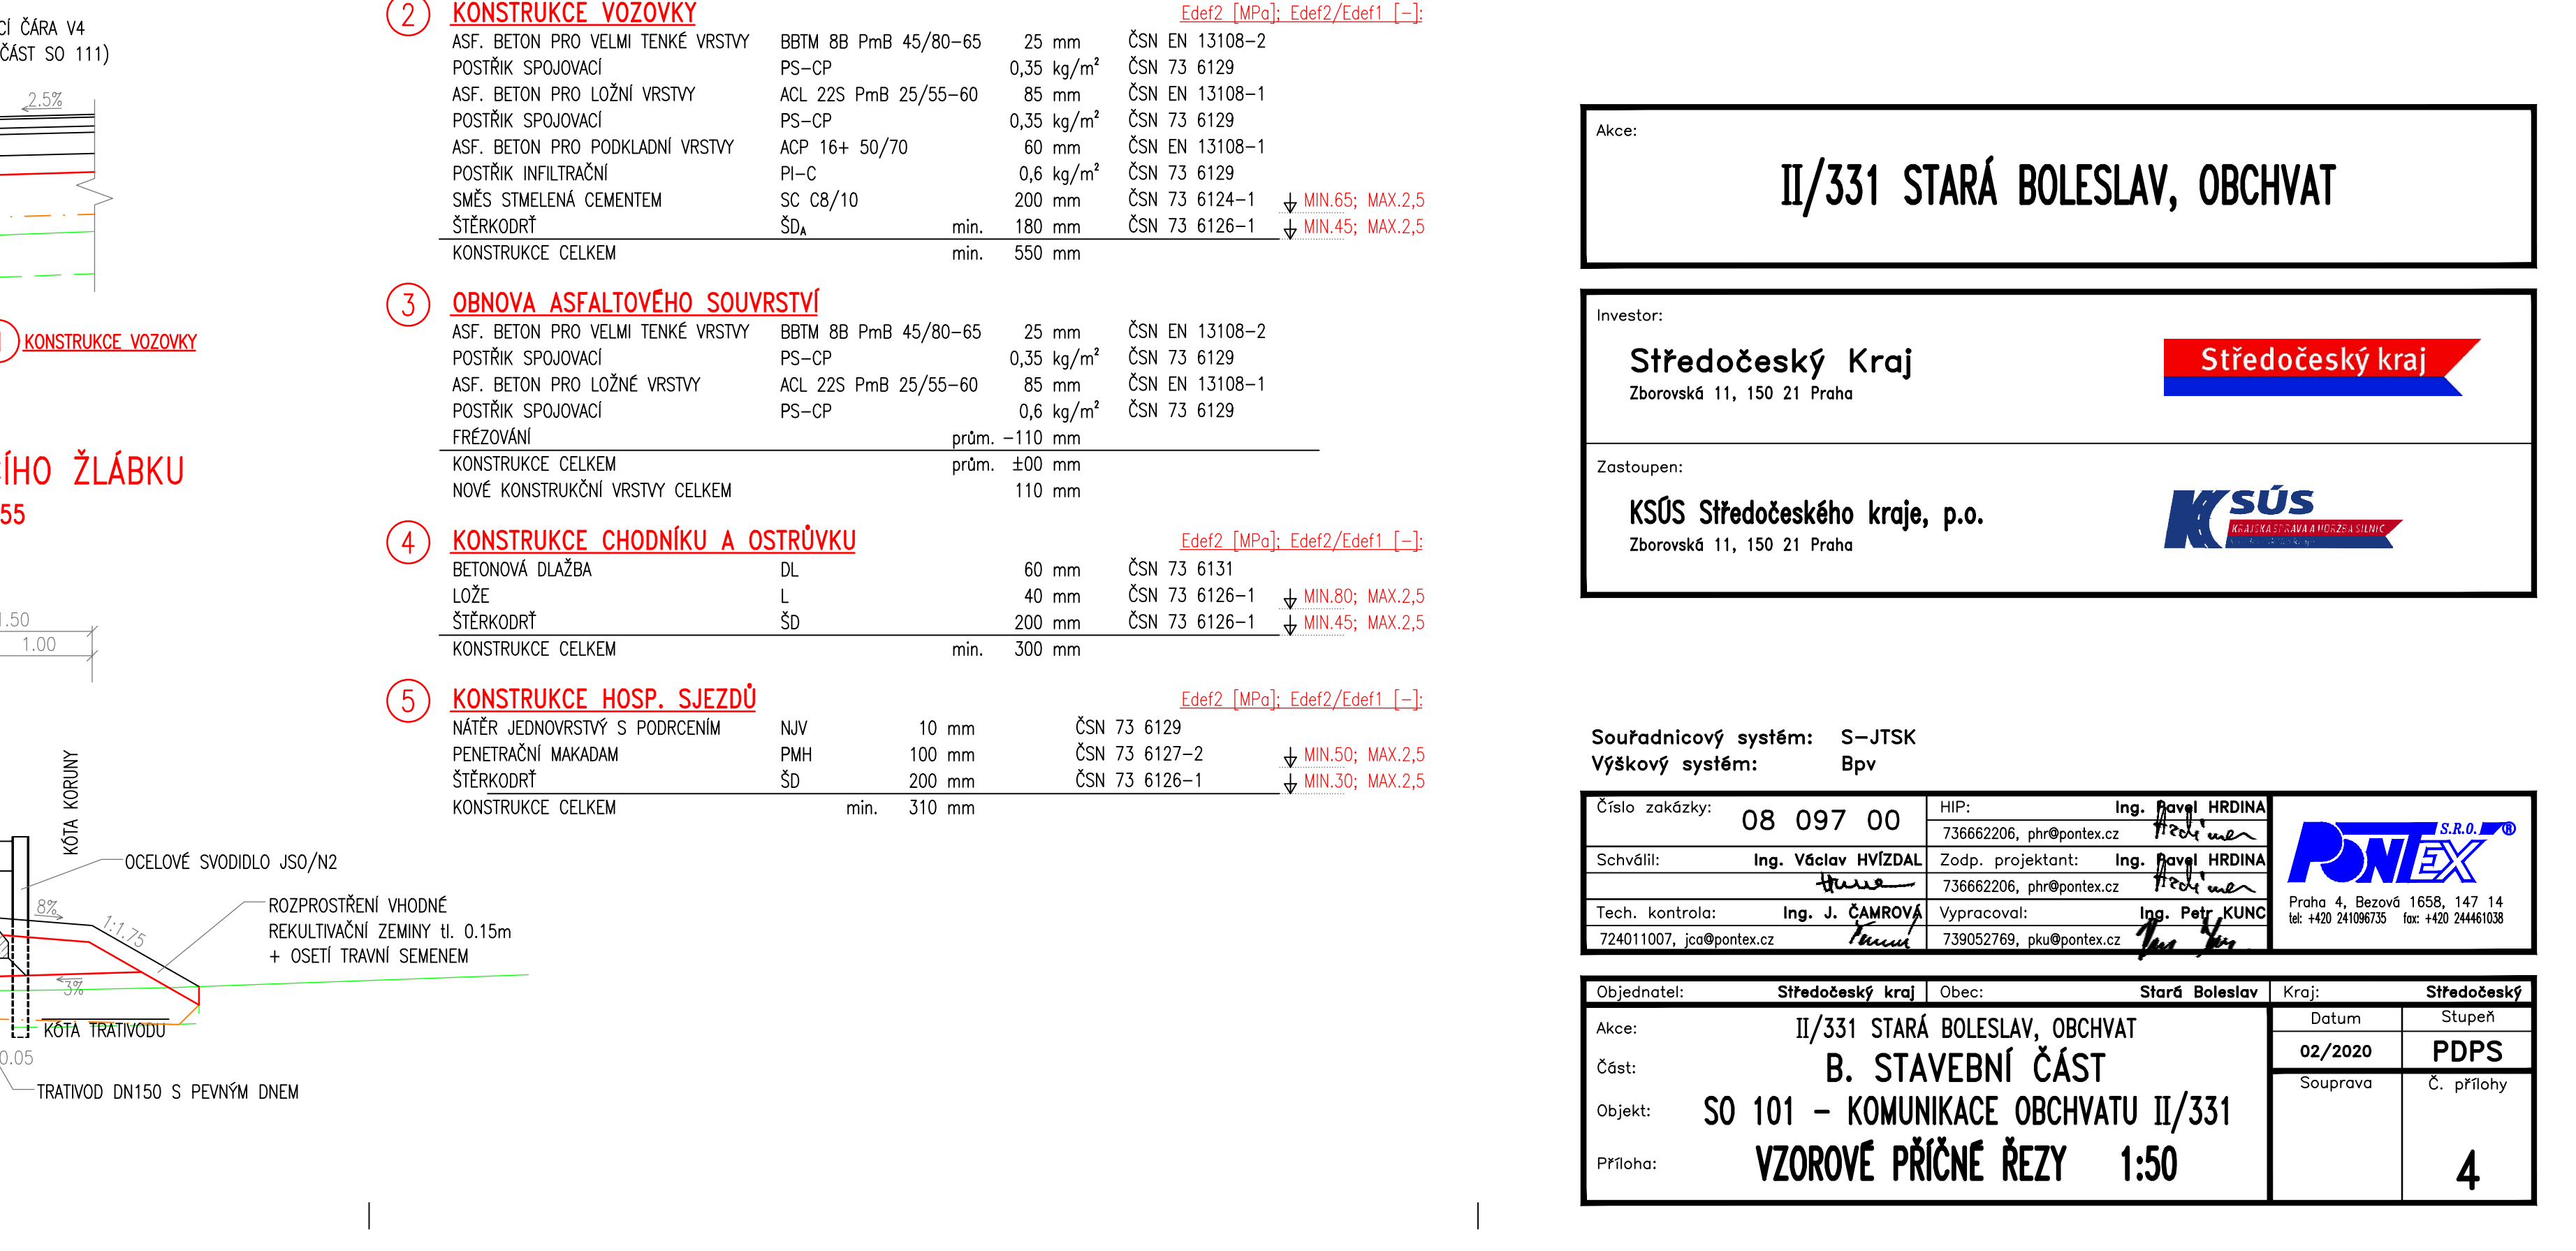 CÍ ČÁRA V4
ČÁST SO 111)
2.5%
KONSTRUKCE VOZOVKY
ÍHO ŽLÁBKU
55
.50
1.00
KÓTA KORUNY
OCELOVÉ SVODIDLO JSO/N2
8%
1:1.75
ROZPROSTŘENÍ VHODNÉ
REKULTIVAČNÍ ZEMINY tl. 0.15m
+ OSETÍ TRAVNÍ SEMENEM
3%
KÓTA TRATIVODU
0.05
TRATIVOD DN150 S PEVNÝM DNEM
2 KONSTRUKCE VOZOVKY Edef2 [MPa]; Edef2/Edef1 [–]:
ASF. BETON PRO VELMI TENKÉ VRSTVY BBTM 8B PmB 45/80–65 25 mm ČSN EN 13108–2
POSTŘIK SPOJOVACÍ PS–CP 0,35 kg/m² ČSN 73 6129
ASF. BETON PRO LOŽNÍ VRSTVY ACL 22S PmB 25/55–60 85 mm ČSN EN 13108–1
POSTŘIK SPOJOVACÍ PS–CP 0,35 kg/m² ČSN 73 6129
ASF. BETON PRO PODKLADNÍ VRSTVY ACP 16+ 50/70 60 mm ČSN EN 13108–1
POSTŘIK INFILTRAČNÍ PI–C 0,6 kg/m² ČSN 73 6129
SMĚS STMELENÁ CEMENTEM SC C8/10 200 mm ČSN 73 6124–1 MIN.65; MAX.2,5
ŠTĚRKODRŤ ŠDA min. 180 mm ČSN 73 6126–1 MIN.45; MAX.2,5
KONSTRUKCE CELKEM min. 550 mm
3 OBNOVA ASFALTOVÉHO SOUVRSTVÍ
ASF. BETON PRO VELMI TENKÉ VRSTVY BBTM 8B PmB 45/80–65 25 mm ČSN EN 13108–2
POSTŘIK SPOJOVACÍ PS–CP 0,35 kg/m² ČSN 73 6129
ASF. BETON PRO LOŽNÉ VRSTVY ACL 22S PmB 25/55–60 85 mm ČSN EN 13108–1
POSTŘIK SPOJOVACÍ PS–CP 0,6 kg/m² ČSN 73 6129
FRÉZOVÁNÍ prům. –110 mm
KONSTRUKCE CELKEM prům. ±00 mm
NOVÉ KONSTRUKČNÍ VRSTVY CELKEM 110 mm
4 KONSTRUKCE CHODNÍKU A OSTRŮVKU Edef2 [MPa]; Edef2/Edef1 [–]:
BETONOVÁ DLAŽBA DL 60 mm ČSN 73 6131
LOŽE L 40 mm ČSN 73 6126–1 MIN.80; MAX.2,5
ŠTĚRKODRŤ ŠD 200 mm ČSN 73 6126–1 MIN.45; MAX.2,5
KONSTRUKCE CELKEM min. 300 mm
5 KONSTRUKCE HOSP. SJEZDŮ Edef2 [MPa]; Edef2/Edef1 [–]:
NÁTĚR JEDNOVRSTVÝ S PODRCENÍM NJV 10 mm ČSN 73 6129
PENETRAČNÍ MAKADAM PMH 100 mm ČSN 73 6127–2 MIN.50; MAX.2,5
ŠTĚRKODRŤ ŠD 200 mm ČSN 73 6126–1 MIN.30; MAX.2,5
KONSTRUKCE CELKEM min. 310 mm
Akce:
II/331 STARÁ BOLESLAV, OBCHVAT
Investor:
Středočeský Kraj
Zborovská 11, 150 21 Praha
Středočeský kraj
Zastoupen:
KSÚS Středočeského kraje, p.o.
Zborovská 11, 150 21 Praha
KSÚS
KRAJSKÁ SPRÁVA A ÚDRŽBA SILNIC
Souřadnicový systém: S–JTSK
Výškový systém: Bpv
Číslo zakázky: 08 097 00 HIP: Ing. Pavel HRDINA
736662206, phr@pontex.cz
Schválil: Ing. Václav HVÍZDAL Zodp. projektant: Ing. Pavel HRDINA
736662206, phr@pontex.cz
Tech. kontrola: Ing. J. ČAMROVÁ Vypracoval: Ing. Petr KUNC
724011007, jca@pontex.cz 739052769, pku@pontex.cz
PONTEX S.R.O. ®
Praha 4, Bezová 1658, 147 14
tel: +420 241096735 fax: +420 244461038
Objednatel: Středočeský kraj Obec: Stará Boleslav Kraj: Středočeský
Akce: II/331 STARÁ BOLESLAV, OBCHVAT
Část: B. STAVEBNÍ ČÁST
Objekt: SO 101 – KOMUNIKACE OBCHVATU II/331
Příloha: VZOROVÉ PŘÍČNÉ ŘEZY 1:50
Datum Stupeň
02/2020 PDPS
Souprava Č. přílohy
4